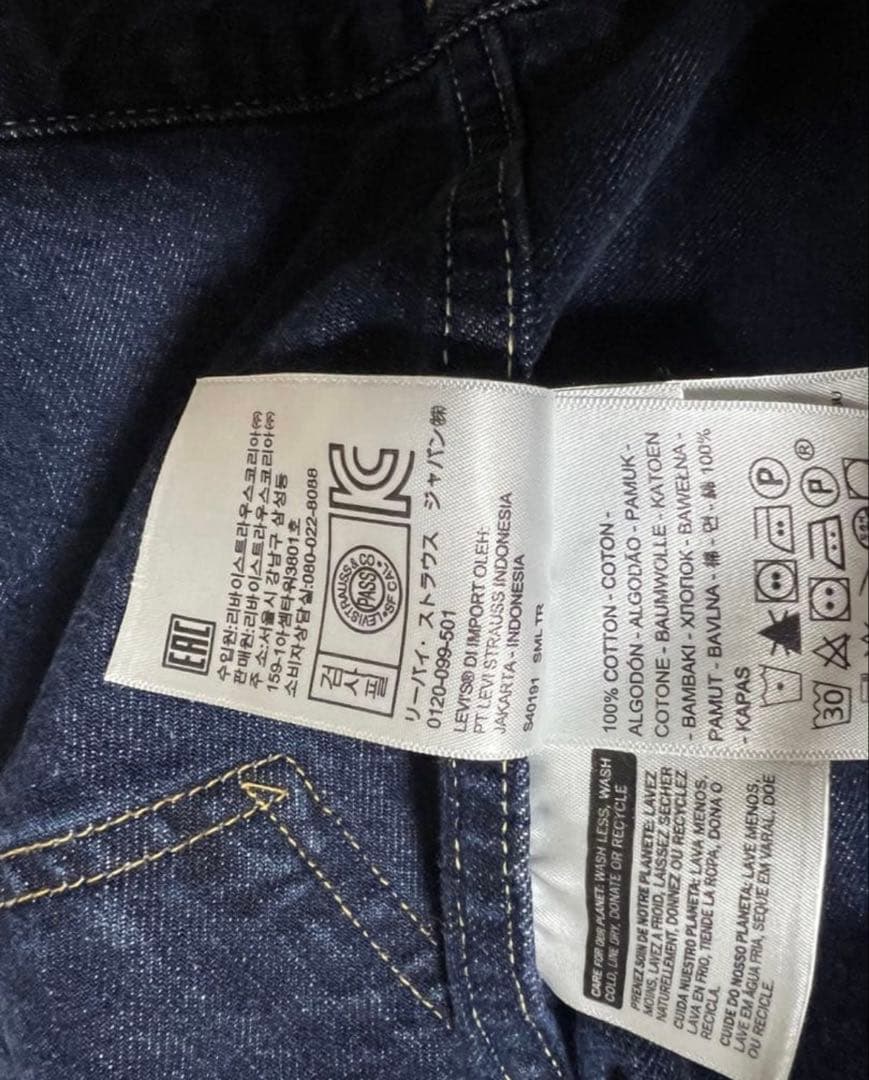 EAC
수입원:리바이스트라우스코리아㈜
판매원:리바이스트라우스코리아㈜
주 소:서울시 강남구 삼성동
159-1아셈타워3801호
소비자상담실:080-022-8088
검사필
LEVI STRAUSS & CO
PASS
S.F CAL.
リーバイ・ストラウス ジャパン㈱
0120-099-501
LEVI'S® DI IMPORT OLEH:
PT LEVI STRAUSS INDONESIA
JAKARTA - INDONESIA
S40191 SML TR
100% COTTON - COTON -
ALGODÓN - ALGODÃO - PAMUK -
COTONE - BAUMWOLLE - KATOEN
- BAMBAKI - ХЛОПОК - BAWEŁNA -
PAMUT - BAVLNA - 棉 - 면 - 綿 100%
- KAPAS
P
30
P
®
CARE FOR OUR PLANET: WASH LESS, WASH
COLD, LINE DRY, DONATE OR RECYCLE
PRENEZ SOIN DE NOTRE PLANETE: LAVEZ
MOINS, LAVEZ A FROID, LAISSEZ SECHER
NATURELLEMENT, DONNEZ OU RECYCLEZ
CUIDA NUESTRO PLANETA: LAVA MENOS,
LAVA EN FRÍO, TIENDE LA ROPA, DONA O
RECICLA.
CUIDE DO NOSSO PLANETA: LAVE MENOS,
LAVE EM ÁGUA FRIA, SEQUE EM VARAL, DOE
OU RECICLE.